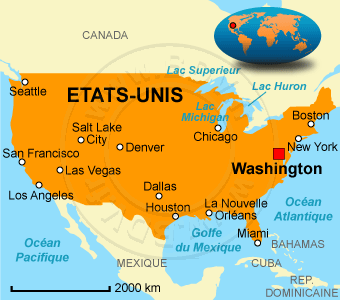 CANADA
Lac Supérieur
Lac Huron
Seattle
ETATS-UNIS
Lac
Michigan
Boston
Salt Lake
City
Chicago
Denver
New York
San Francisco
Washington
Las Vegas
Los Angeles
Dallas
Houston
La Nouvelle
Orléans
Océan
Atlantique
Océan
Pacifique
Golfe
du Mexique
Miami
BAHAMAS
MEXIQUE
CUBA
REP.
DOMINICAINE
2000 km